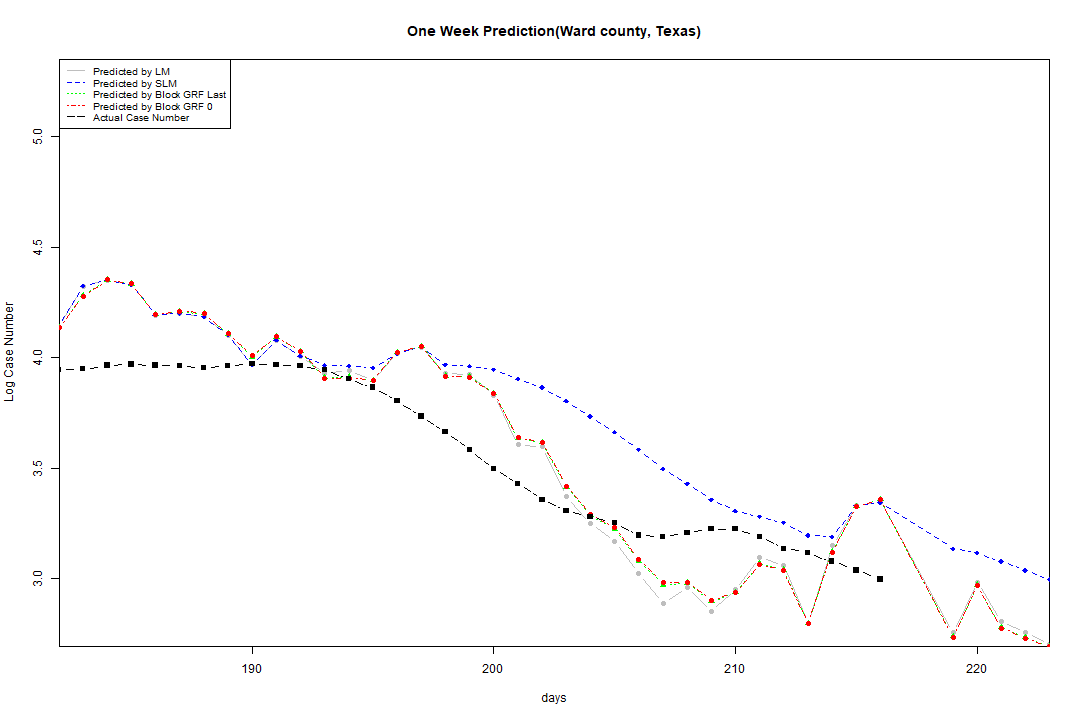 One Week Prediction(Ward county, Texas)
Predicted by LM
Predicted by SLM
Predicted by Block GRF Last
Predicted by Block GRF 0
Actual Case Number
5.0
4.5
4.0
3.5
3.0
Log Case Number
190 200 210 220
days